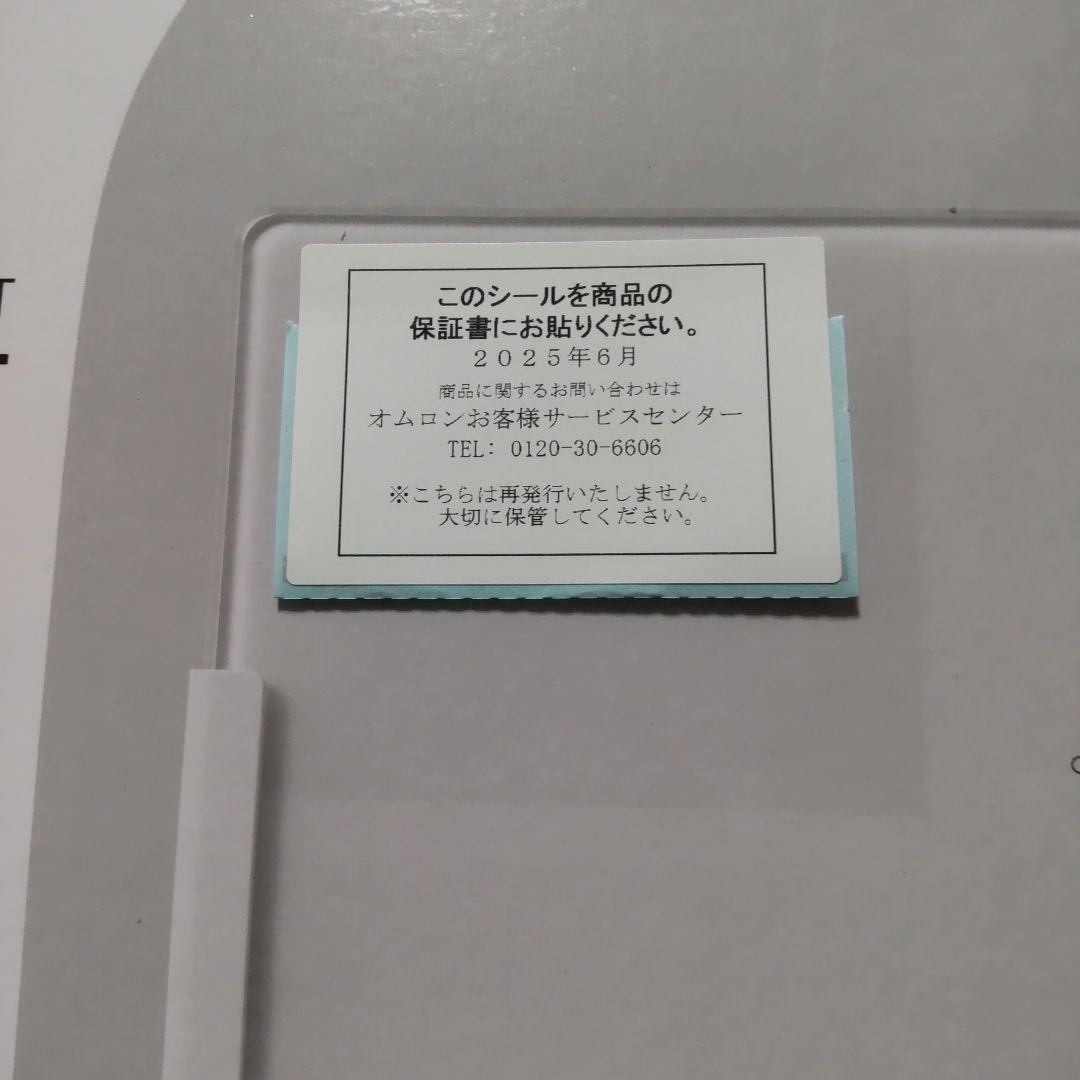 このシールを商品の
保証書にお貼りください。
２０２５年６月
商品に関するお問い合わせは
オムロンお客様サービスセンター
TEL: 0120-30-6606
※こちらは再発行いたしません。
大切に保管してください。